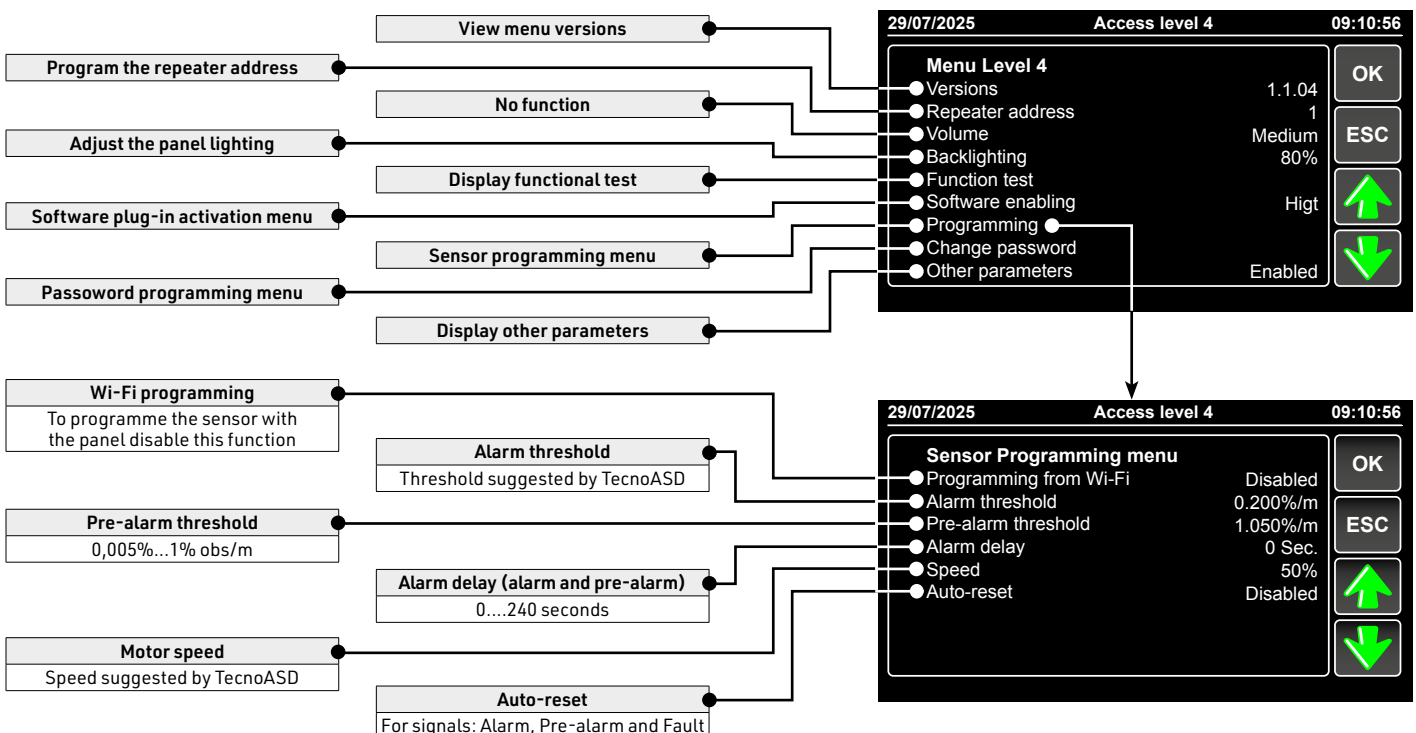 View menu versions
Program the repeater address
No function
Adjust the panel lighting
Display functional test
Software plug-in activation menu
Sensor programming menu
Passoword programming menu
Display other parameters
29/07/2025 Access level 4 09:10:56
Menu Level 4
Versions 1.1.04
Repeater address 1
Volume Medium
Backlighting 80%
Function test
Software enabling Higt
Programming
Change password
Other parameters Enabled
OK
ESC
Wi-Fi programming
To programme the sensor with
the panel disable this function
Alarm threshold
Threshold suggested by TecnoASD
Pre-alarm threshold
0,005%...1% obs/m
Alarm delay (alarm and pre-alarm)
0....240 seconds
Motor speed
Speed suggested by TecnoASD
Auto-reset
For signals: Alarm, Pre-alarm and Fault
29/07/2025 Access level 4 09:10:56
Sensor Programming menu
Programming from Wi-Fi Disabled
Alarm threshold 0.200%/m
Pre-alarm threshold 1.050%/m
Alarm delay 0 Sec.
Speed 50%
Auto-reset Disabled
OK
ESC